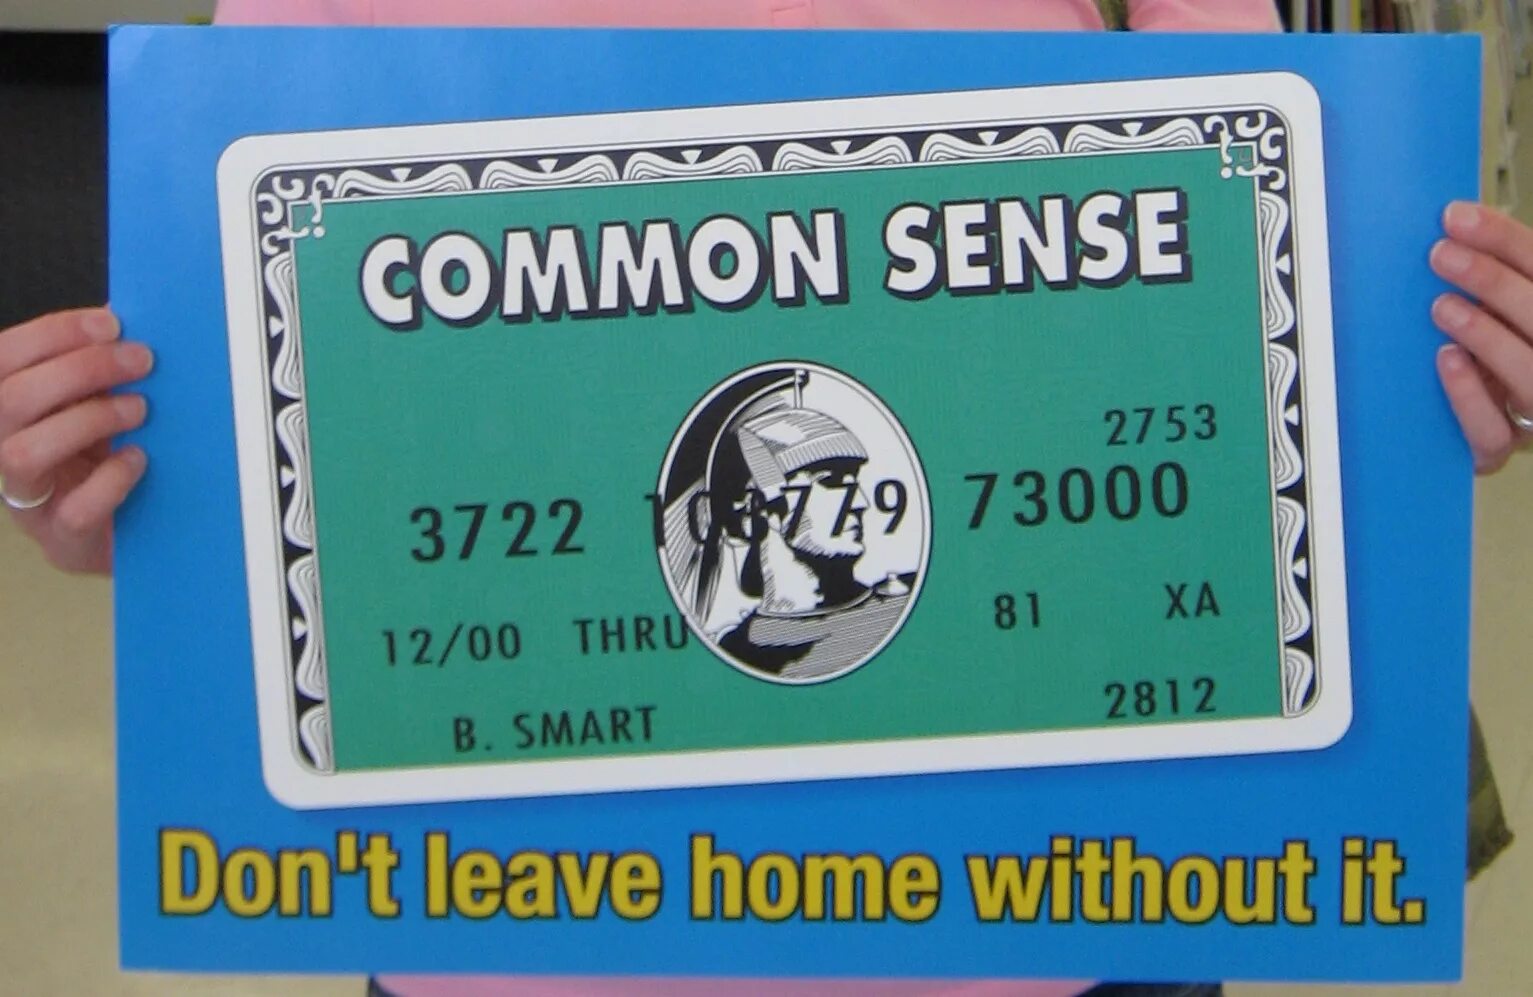 COMMON SENSE
2753
3722 73000
12/00 THRU 81 XA
B. SMART 2812
Don't leave home without it.